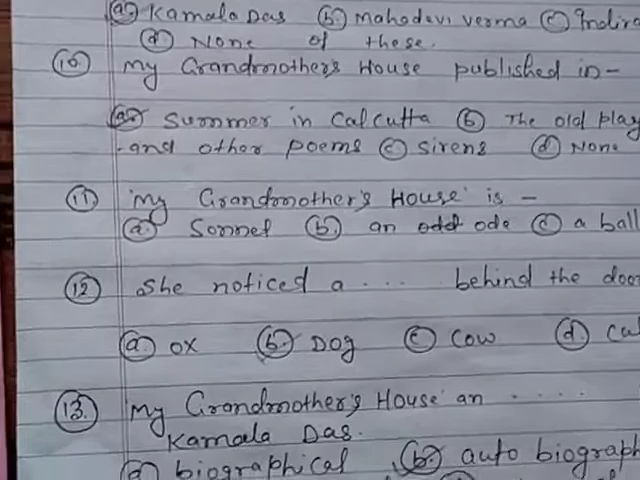 (a) Kamala Das (b) Mahadevi Verma (c) Indira
(d) None of these.
(10) My Grandmother's House published in -
(a) Summer in Calcutta (b) The old play
-and other poems (c) Sirens (d) None
(11) 'My Grandmother's House' is -
(a) Sonnet (b) an ode (c) a ball
(12) She noticed a .... behind the door
(a) ox (b) Dog (c) Cow (d) Cat
(13) 'My Grandmother's House' an .....
Kamala Das.
(a) biographical (b) auto biograph